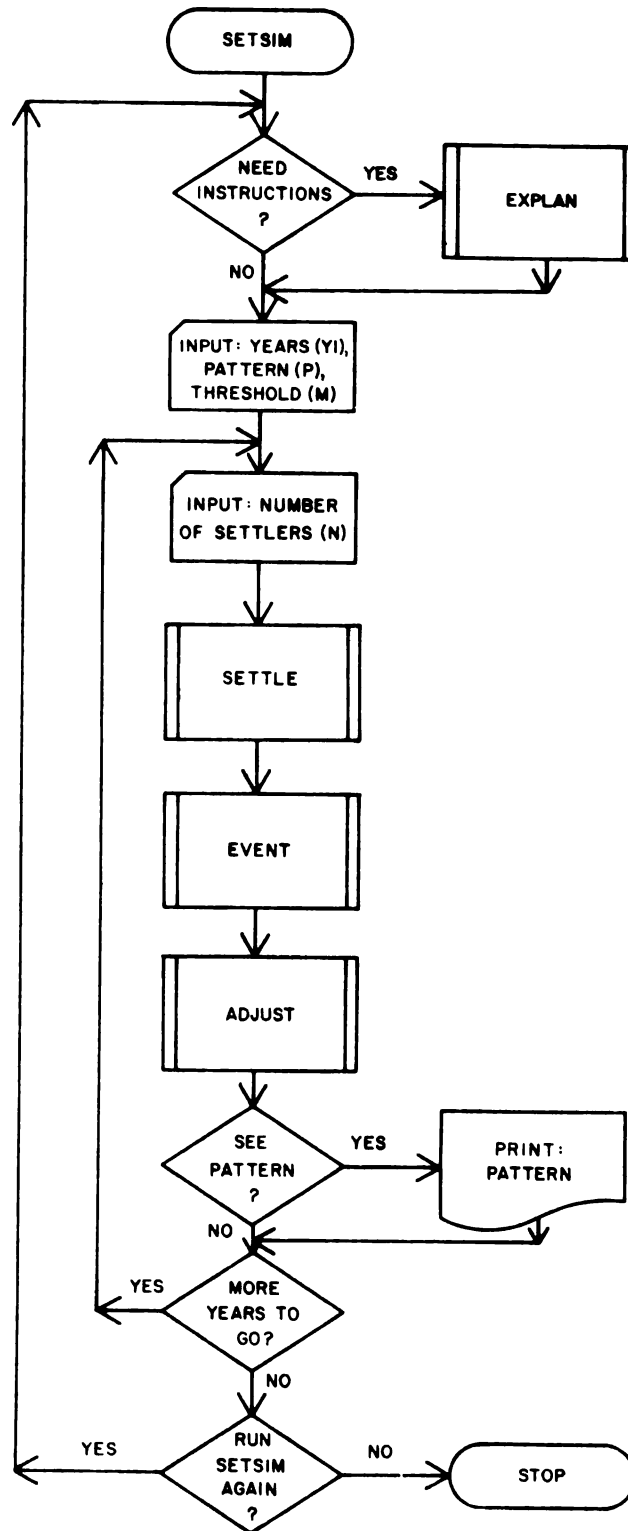 SETSIM
NEED
INSTRUCTIONS
?
YES
EXPLAN
NO
INPUT: YEARS (YI),
PATTERN (P),
THRESHOLD (M)
INPUT: NUMBER
OF SETTLERS (N)
SETTLE
EVENT
ADJUST
SEE
PATTERN
?
YES
PRINT:
PATTERN
NO
MORE
YEARS TO
GO?
YES
NO
RUN
SETSIM
AGAIN
?
YES
NO
STOP